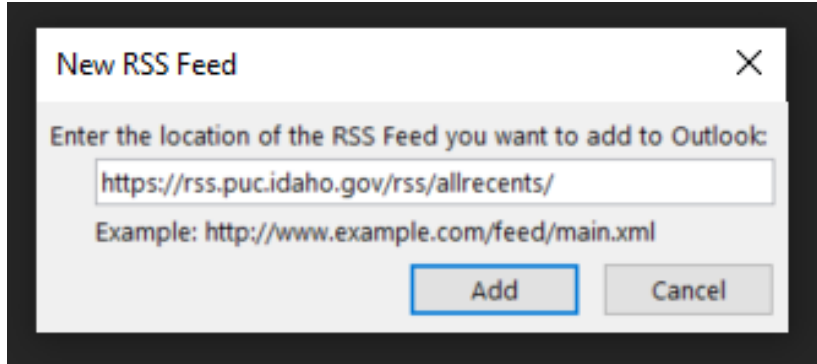 New RSS Feed
Enter the location of the RSS Feed you want to add to Outlook:
https://rss.puc.idaho.gov/rss/allrecents/
Example: http://www.example.com/feed/main.xml
Add Cancel